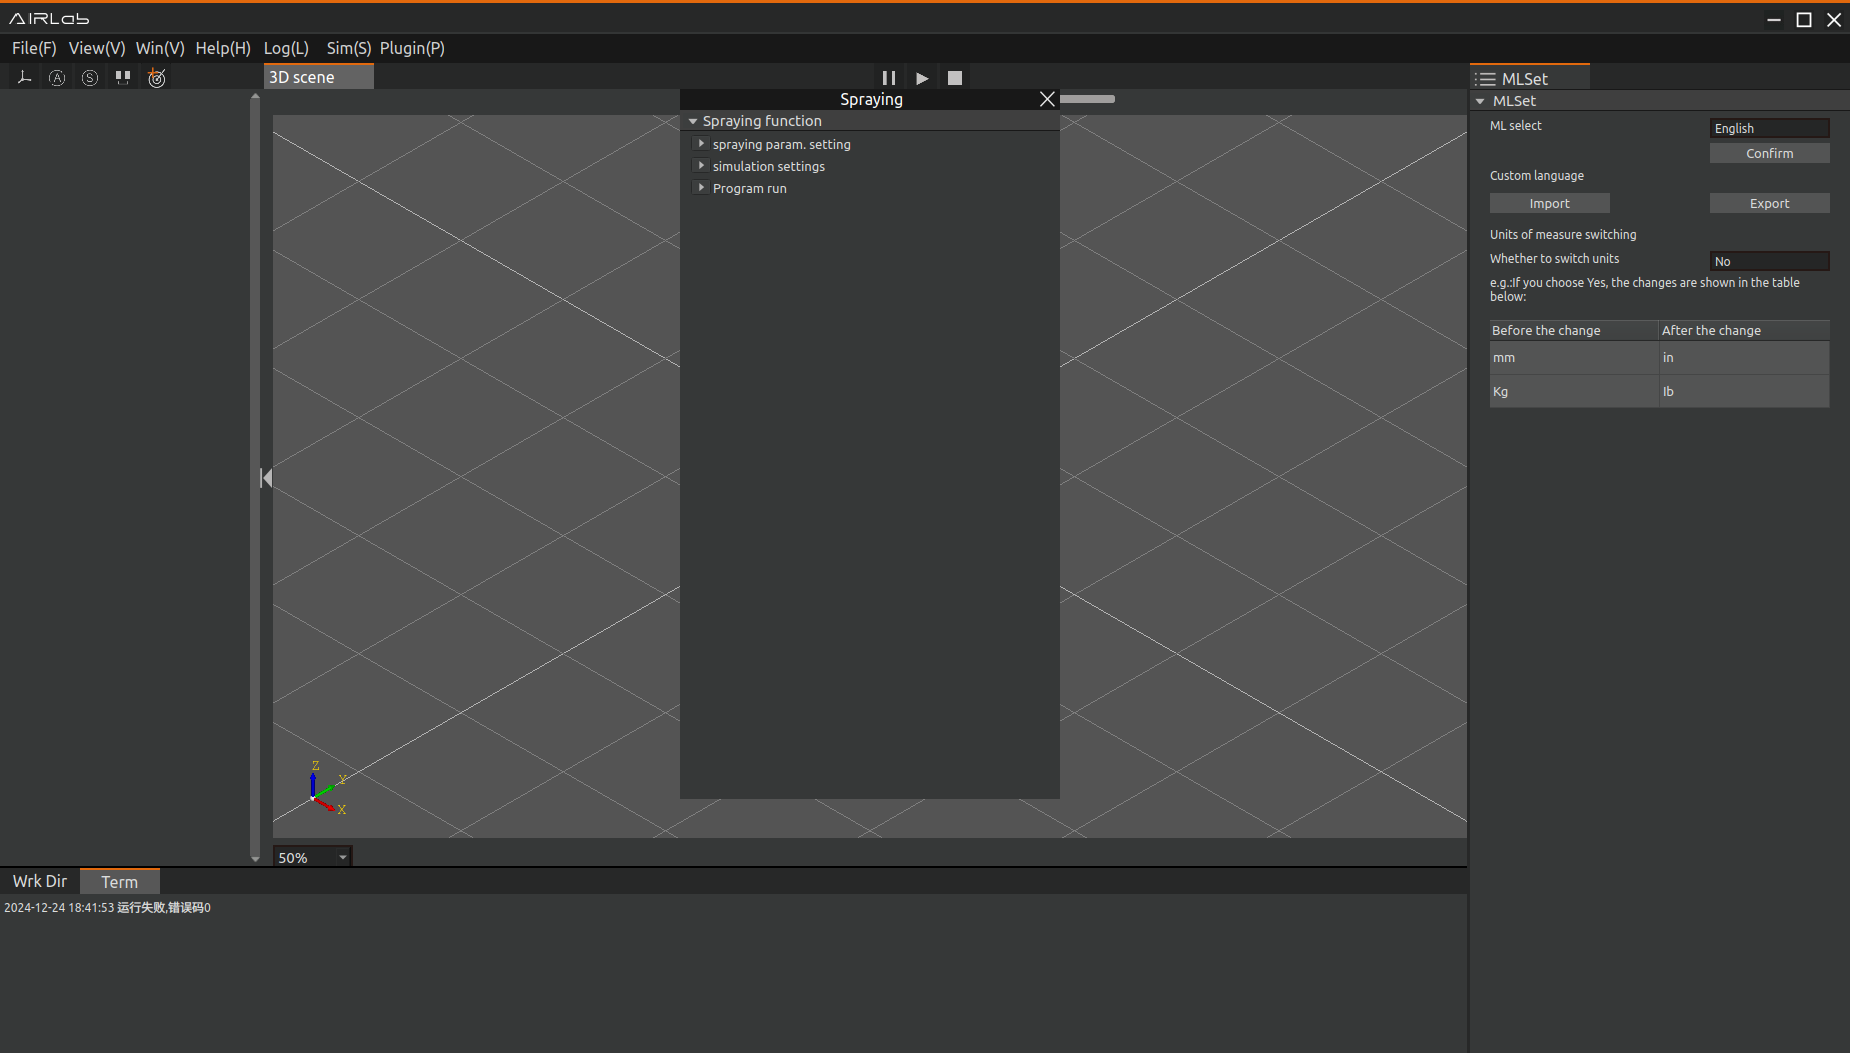 AIRLab
File(F) View(V) Win(V) Help(H) Log(L) Sim(S) Plugin(P)
A
S
3D scene
MLSet
Spraying
Spraying function
spraying param. setting
simulation settings
Program run
MLSet
ML select
English
Confirm
Custom language
Import
Export
Units of measure switching
Whether to switch units
No
e.g.:If you choose Yes, the changes are shown in the table
below:
Before the change After the change
mm in
Kg lb
Z
Y
X
50%
Wrk Dir
Term
2024-12-24 18:41:53 运行失败,错误码0